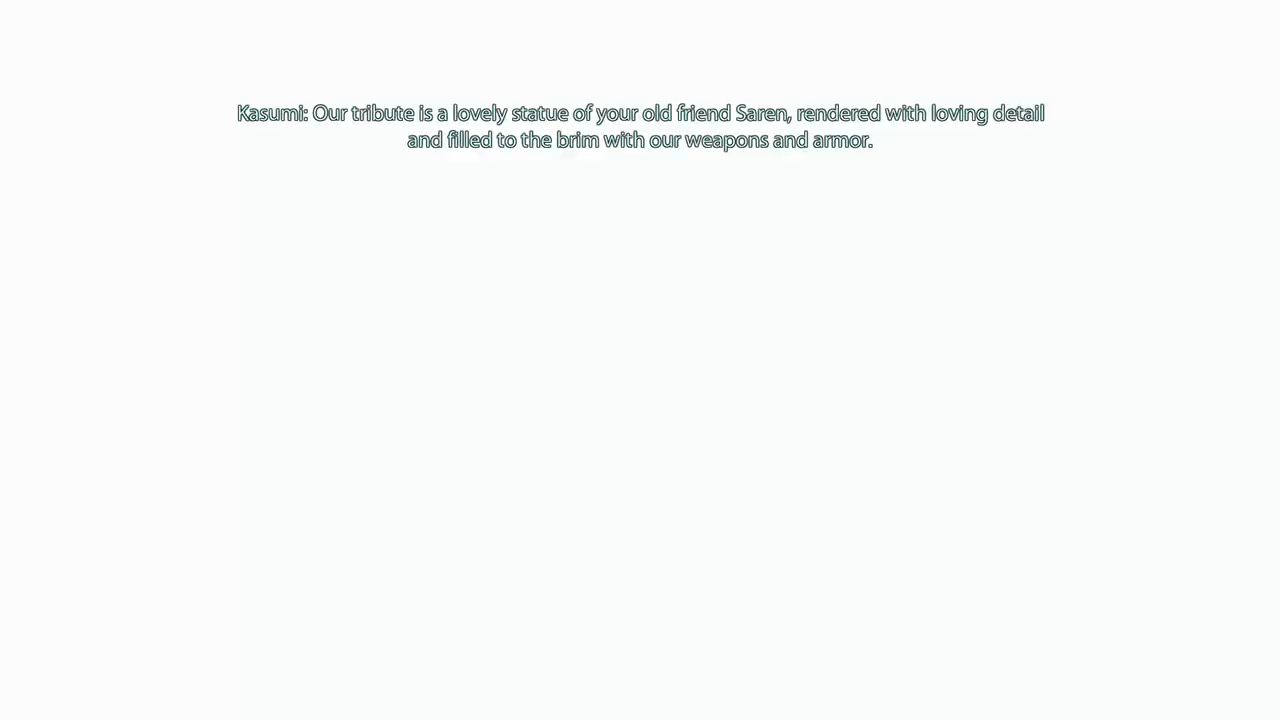 Kasumi: Our tribute is a lovely statue of your old friend Saren, rendered with loving detail
and filled to the brim with our weapons and armor.